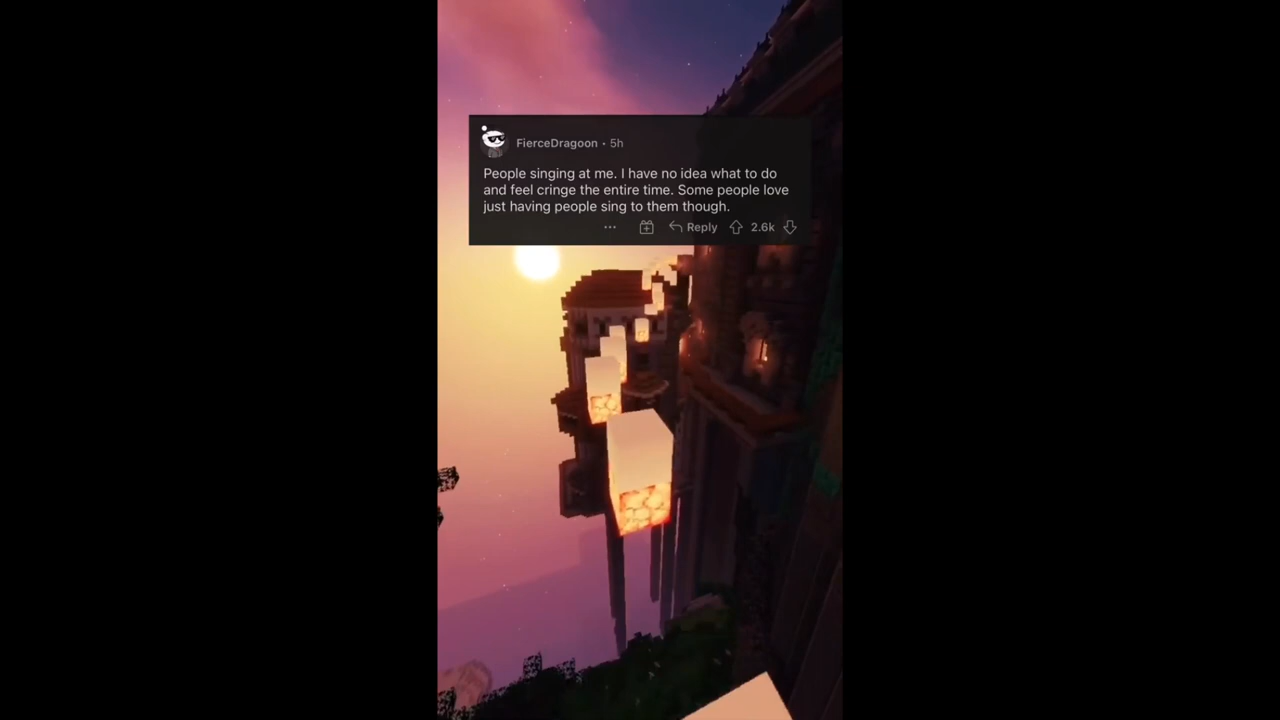 FierceDragoon • 5h
People singing at me. I have no idea what to do
and feel cringe the entire time. Some people love
just having people sing to them though.
... Reply 2.6k